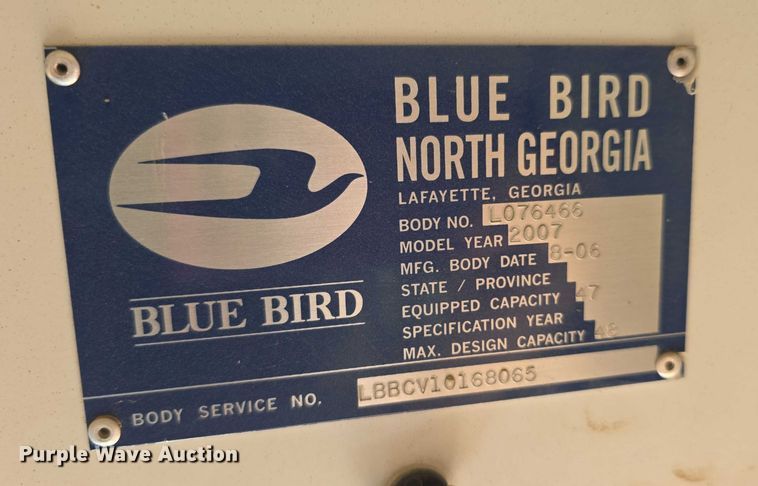 BLUE BIRD
NORTH GEORGIA
LAFAYETTE, GEORGIA
BODY NO. L076466
MODEL YEAR 2007
MFG. BODY DATE 8-06
STATE / PROVINCE
EQUIPPED CAPACITY 47
SPECIFICATION YEAR
MAX. DESIGN CAPACITY 48
BLUE BIRD
BODY SERVICE NO. LBBCV10168065
Purple Wave Auction